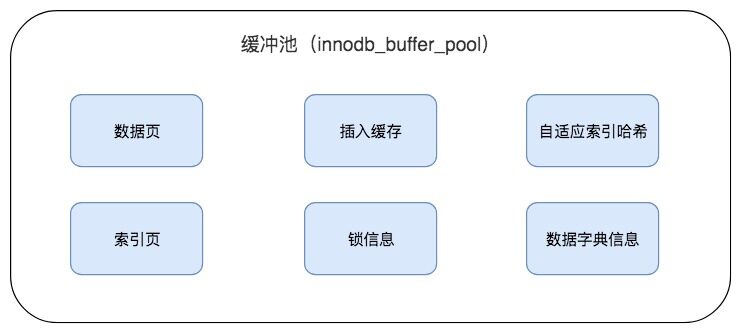 缓冲池（innodb_buffer_pool）
数据页
插入缓存
自适应索引哈希
索引页
锁信息
数据字典信息